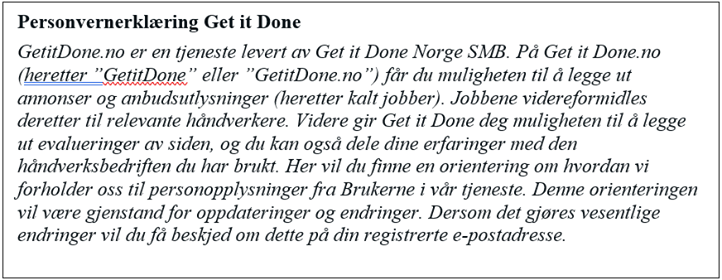 Personvernerklæring Get it Done
GetitDone.no er en tjeneste levert av Get it Done Norge SMB. På Get it Done.no
(heretter ”GetitDone” eller ”GetitDone.no”) får du muligheten til å legge ut
annonser og anbudsutlysninger (heretter kalt jobber). Jobbene videreformidles
deretter til relevante håndverkere. Videre gir Get it Done deg muligheten til å legge
ut evalueringer av siden, og du kan også dele dine erfaringer med den
håndverksbedriften du har brukt. Her vil du finne en orientering om hvordan vi
forholder oss til personopplysninger fra Brukerne i vår tjeneste. Denne orienteringen
vil være gjenstand for oppdateringer og endringer. Dersom det gjøres vesentlige
endringer vil du få beskjed om dette på din registrerte e-postadresse.